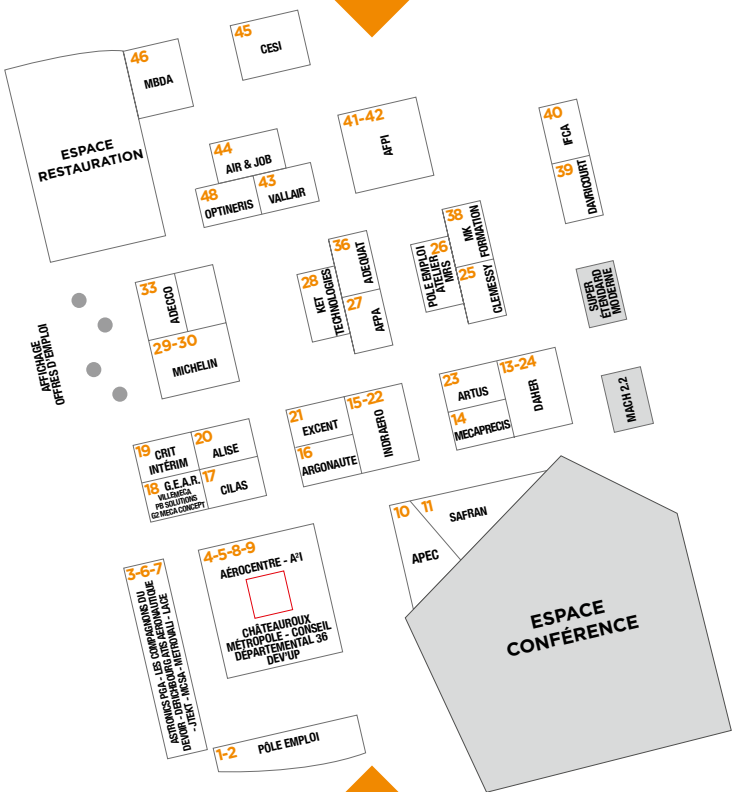 45
CESI
46
MBDA
ESPACE
RESTAURATION
41-42
AFPI
40
IFCA
39
DAVRICOURT
44
AIR & JOB
48
OPTINERIS
43
VALLAIR
38
MK
FORMATION
26
POLE EMPLOI
ATELIER
MRS
25
CLEMESSY
36
ADEQUAT
28
KET
TECHNOLOGIES
27
AFPA
33
ADECCO
29-30
MICHELIN
SUPER
ÉTENDARD
MODERNE
MACH 2.2
AFFICHAGE
OFFRES D'EMPLOI
23
ARTUS
13-24
DAHER
14
MECAPRECIS
21
EXCENT
15-22
INDRAERO
16
ARGONAUTE
19
CRIT
INTÉRIM
20
ALISE
18 G.E.A.R.
VILLEMECA
PB SOLUTIONS
G2 MECA CONCEPT
17
CILAS
10
APEC
11
SAFRAN
ESPACE
CONFÉRENCE
4-5-8-9
AÉROCENTRE - A²I
CHÂTEAUROUX
MÉTROPOLE - CONSEIL
DÉPARTEMENTAL 36
DEV'UP
3-6-7
ASTRONICS PGA - LES COMPAGNONS DU
DEVOIR - DERICHBOURG ATIS AERONAUTIQUE
- JTEKT - MCSA - METROVALI - LACE
1-2
PÔLE EMPLOI